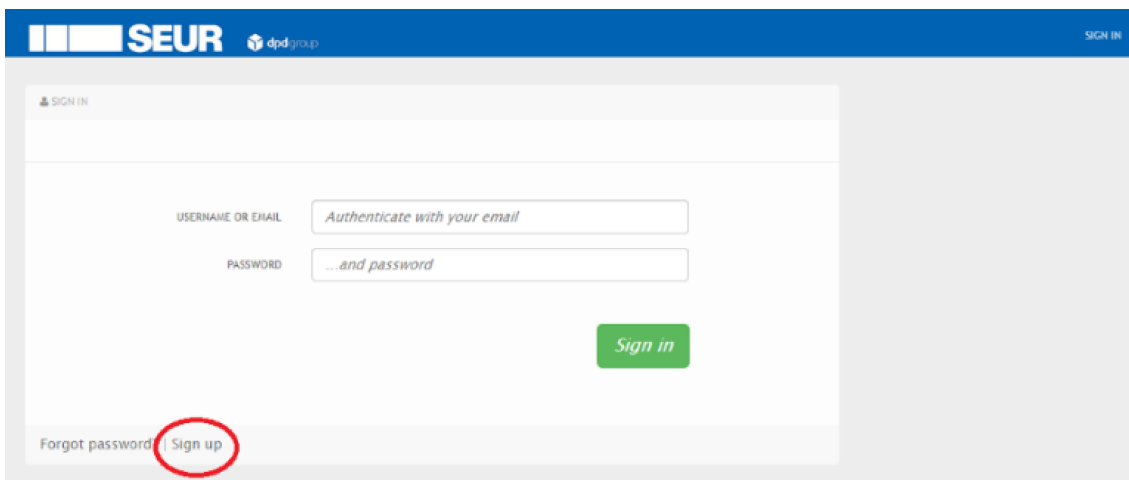 SEUR dpdgroup SIGN IN
SIGN IN
USERNAME OR EMAIL Authenticate with your email
PASSWORD ...and password
Sign in
Forgot password? | Sign up